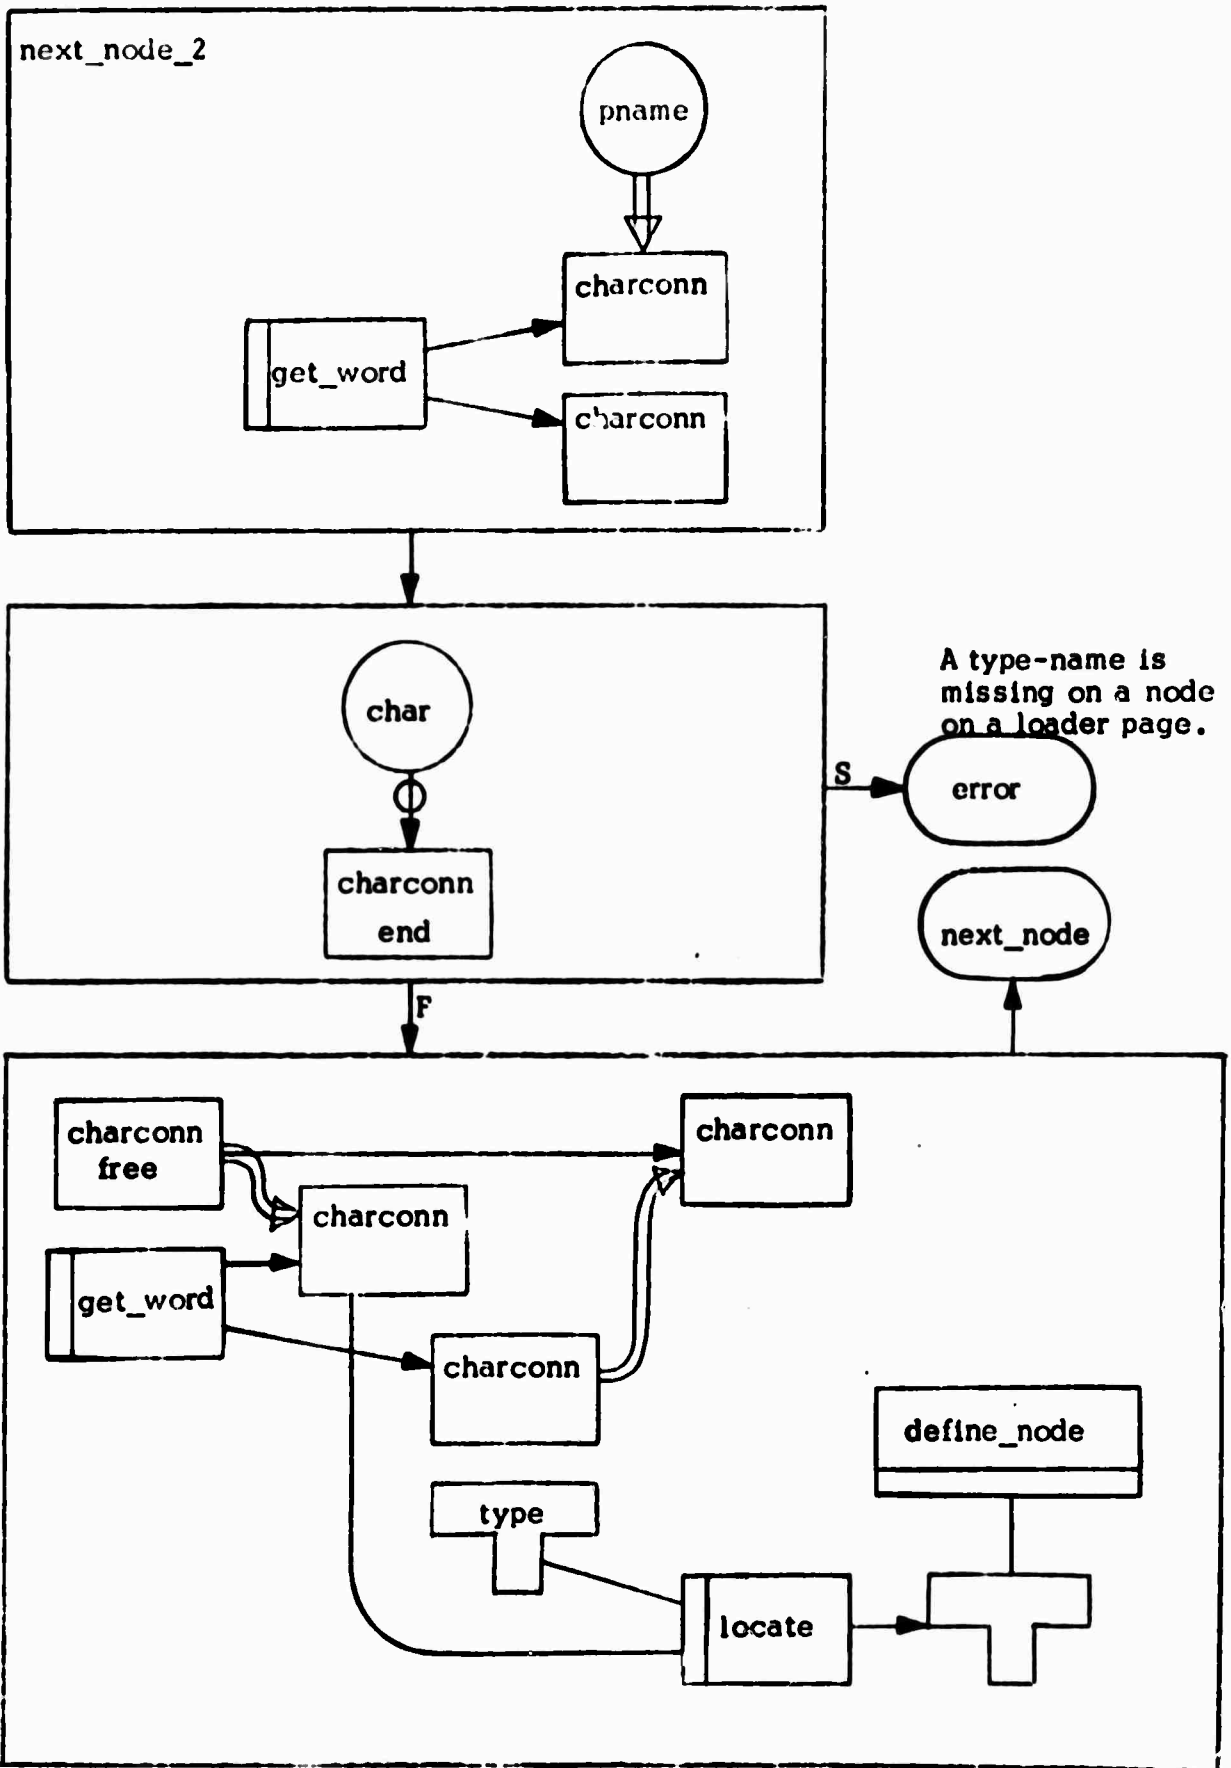 next_node_2
pname
charconn
get_word
charconn
char
charconn
end
A type-name is
missing on a node
on a loader page.
S
error
next_node
F
charconn
free
charconn
charconn
get_word
charconn
define_node
type
locate